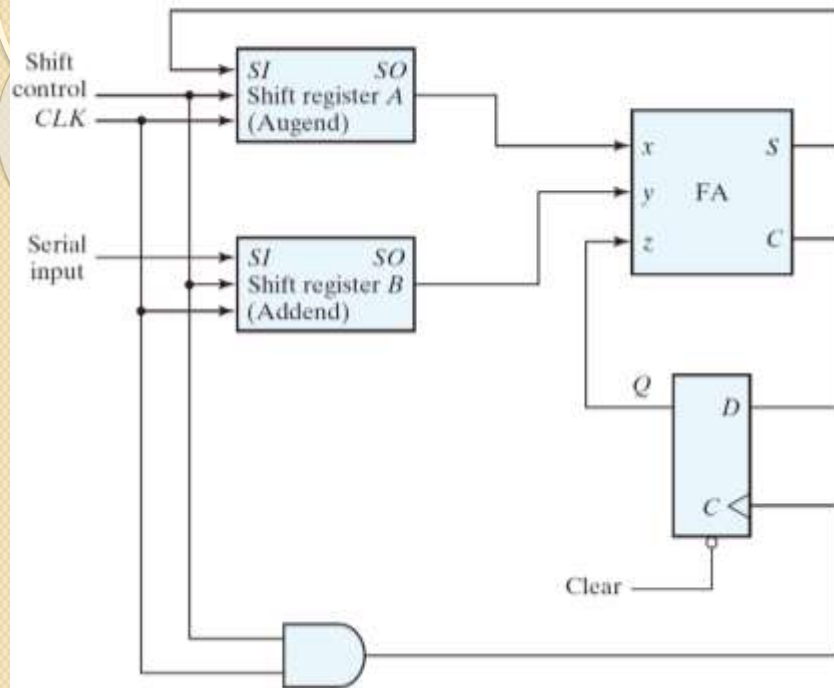 Shift
control
CLK
SI SO
Shift register A
(Augend)
x S
y FA
z C
Serial
input
SI SO
Shift register B
(Addend)
Q
D
C
Clear